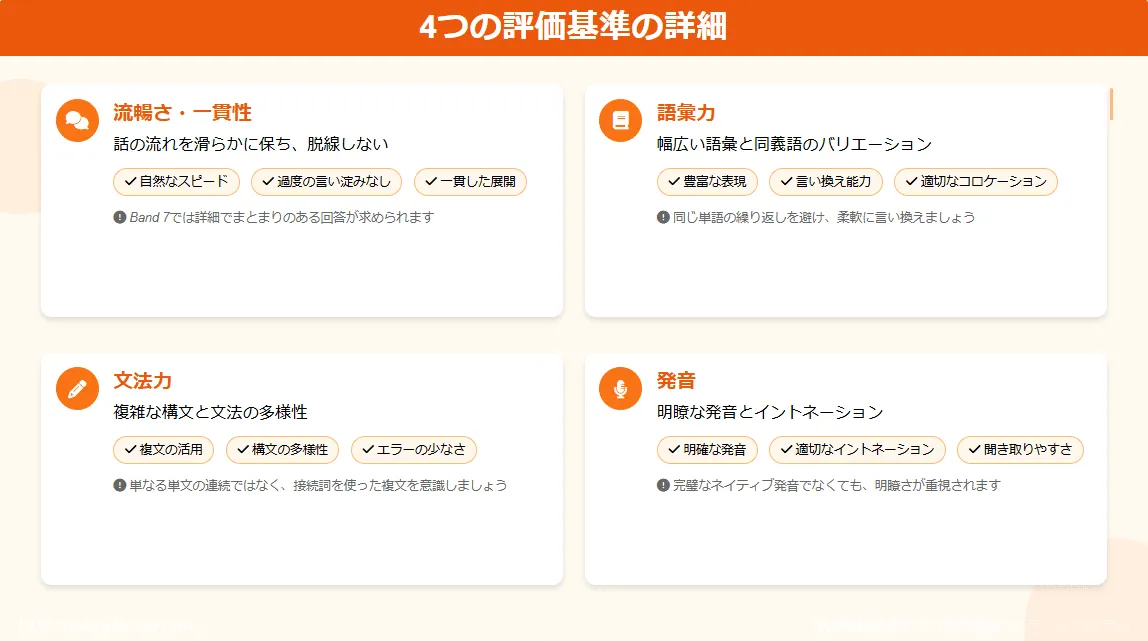 4つの評価基準の詳細
流暢さ・一貫性
話の流れを滑らかに保ち、脱線しない
自然なスピード
過度の言い淀みなし
一貫した展開
Band 7では詳細でまとまりのある回答が求められます
語彙力
幅広い語彙と同義語のバリエーション
豊富な表現
言い換え能力
適切なコロケーション
同じ単語の繰り返しを避け、柔軟に言い換えましょう
文法力
複雑な構文と文法の多様性
複文の活用
構文の多様性
エラーの少なさ
単なる単文の連続ではなく、接続詞を使った複文を意識しましょう
発音
明瞭な発音とイントネーション
明確な発音
適切なイントネーション
聞き取りやすさ
完璧なネイティブ発音でなくても、明瞭さが重視されます